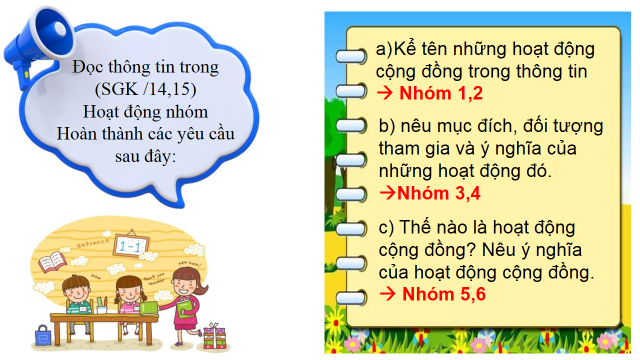 Đọc thông tin trong
(SGK /14,15)
Hoạt động nhóm
Hoàn thành các yêu cầu
sau đây:
a)Kể tên những hoạt động
cộng đồng trong thông tin
→ Nhóm 1,2
b) nêu mục đích, đối tượng
tham gia và ý nghĩa của
những hoạt động đó.
→Nhóm 3,4
c) Thế nào là hoạt động
cộng đồng? Nêu ý nghĩa
của hoạt động cộng đồng.
→ Nhóm 5,6
entrance
1-1
thank you
teacher